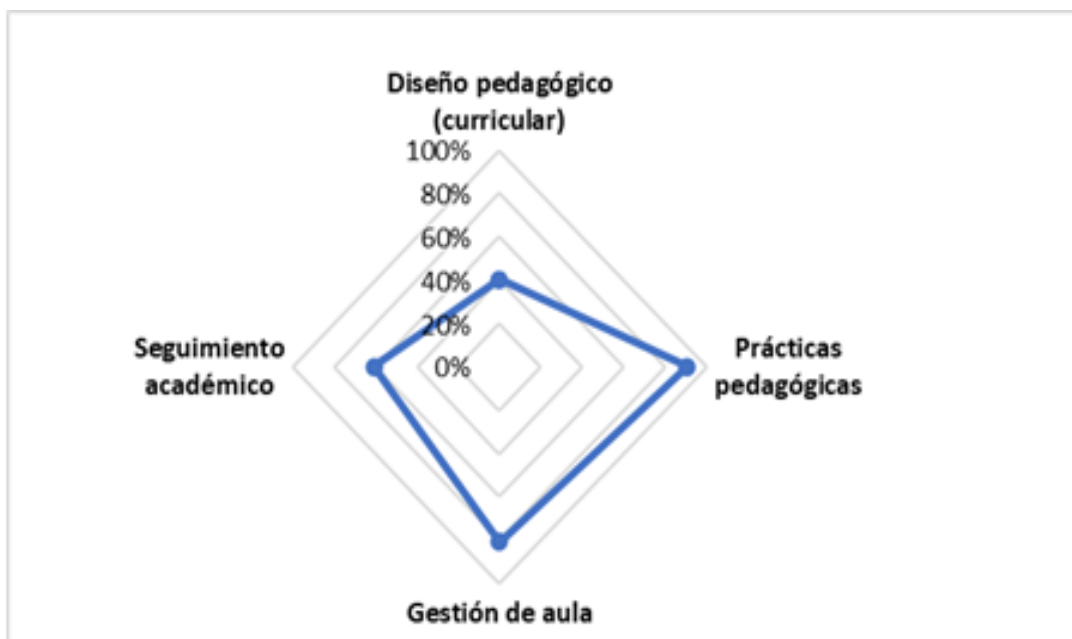 Diseño pedagógico
(curricular)
100%
80%
60%
40%
20%
0%
Seguimiento
académico
Prácticas
pedagógicas
Gestión de aula